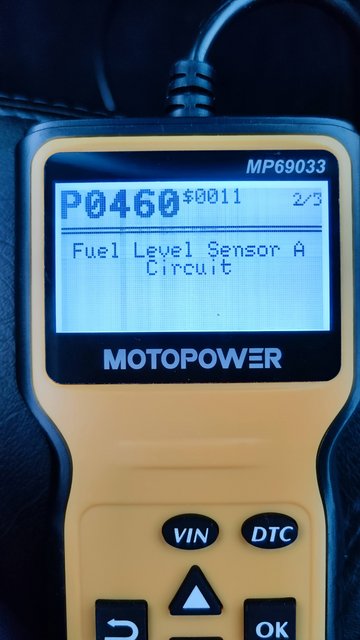 MP69033
P0460 $0011 2/3
Fuel Level Sensor A
Circuit
MOTOPOWER
VIN DTC
OK